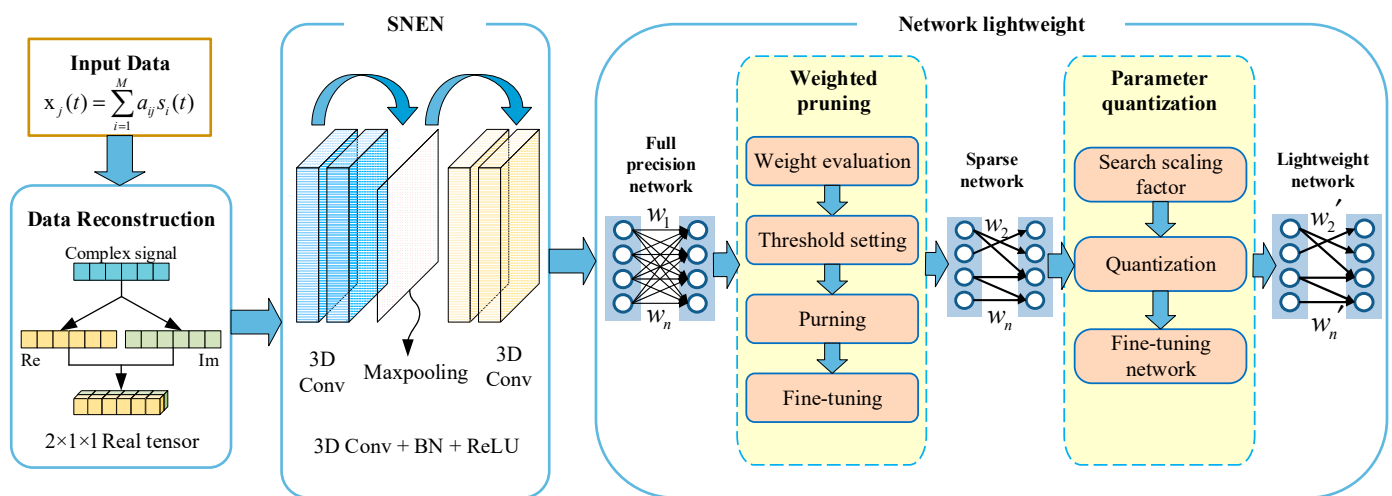 Input Data
x_j(t) = \sum_{i=1}^{M} a_{ij} s_i(t)
Data Reconstruction
Complex signal
Re
Im
2×1×1 Real tensor
SNEN
3D
Conv
Maxpooling
3D
Conv
3D Conv + BN + ReLU
Network lightweight
Full
precision
network
w_1
w_n
Weighted
pruning
Weight evaluation
Threshold setting
Purning
Fine-tuning
Sparse
network
w_2
w_n
Parameter
quantization
Search scaling
factor
Quantization
Fine-tuning
network
Lightweight
network
w_2'
w_n'